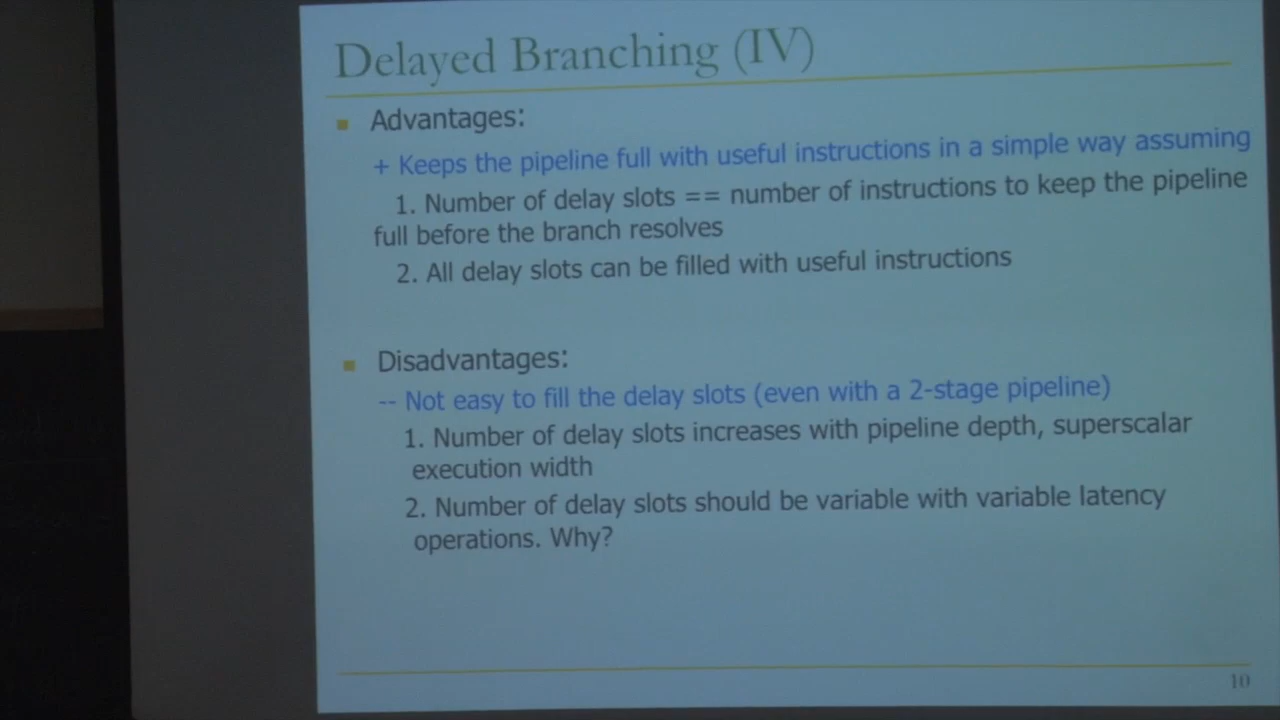 Delayed Branching (IV)
■ Advantages:
+ Keeps the pipeline full with useful instructions in a simple way assuming
1. Number of delay slots == number of instructions to keep the pipeline
full before the branch resolves
2. All delay slots can be filled with useful instructions
■ Disadvantages:
-- Not easy to fill the delay slots (even with a 2-stage pipeline)
1. Number of delay slots increases with pipeline depth, superscalar
execution width
2. Number of delay slots should be variable with variable latency
operations. Why?
10